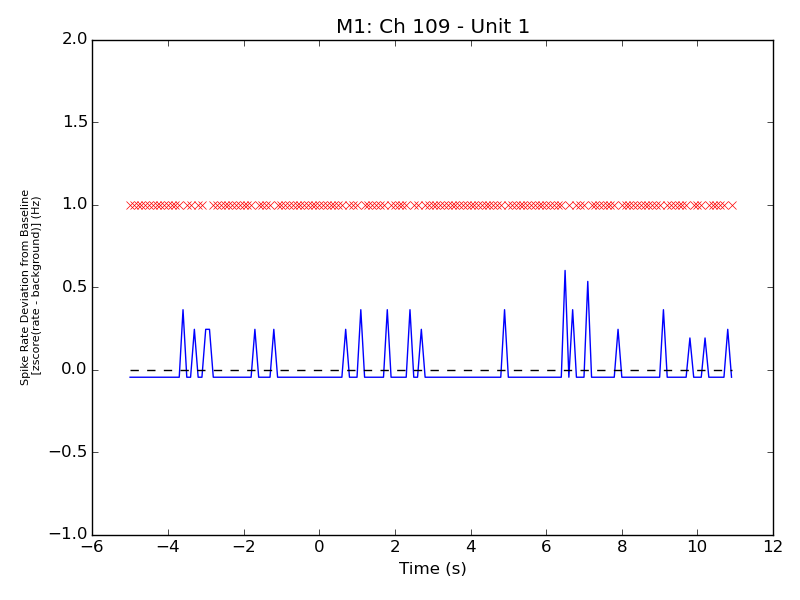 M1: Ch 109 - Unit 1
2.0
1.5
1.0
0.5
0.0
−0.5
−1.0
Spike Rate Deviation from Baseline
[zscore(rate - background)] (Hz)
−6 −4 −2 0 2 4 6 8 10 12
Time (s)